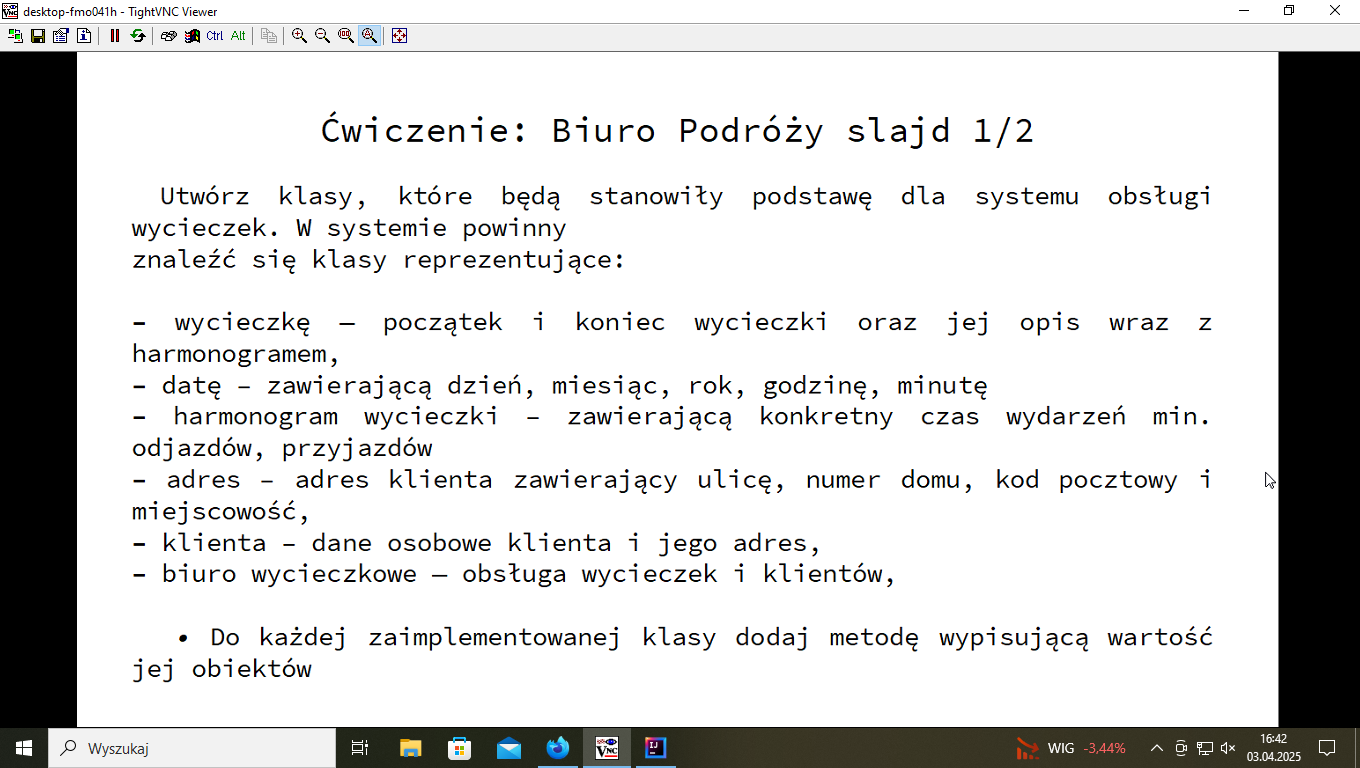 desktop-fmo041h - TightVNC Viewer
Ctrl Alt
Ćwiczenie: Biuro Podróży slajd 1/2
Utwórz klasy, które będą stanowiły podstawę dla systemu obsługi
wycieczek. W systemie powinny
znaleźć się klasy reprezentujące:
– wycieczkę – początek i koniec wycieczki oraz jej opis wraz z
harmonogramem,
– datę – zawierającą dzień, miesiąc, rok, godzinę, minutę
– harmonogram wycieczki – zawierającą konkretny czas wydarzeń min.
odjazdów, przyjazdów
– adres – adres klienta zawierający ulicę, numer domu, kod pocztowy i
miejscowość,
– klienta – dane osobowe klienta i jego adres,
– biuro wycieczkowe – obsługa wycieczek i klientów,
• Do każdej zaimplementowanej klasy dodaj metodę wypisującą wartość
jej obiektów
Wyszukaj
WIG -3,44%
16:42
03.04.2025